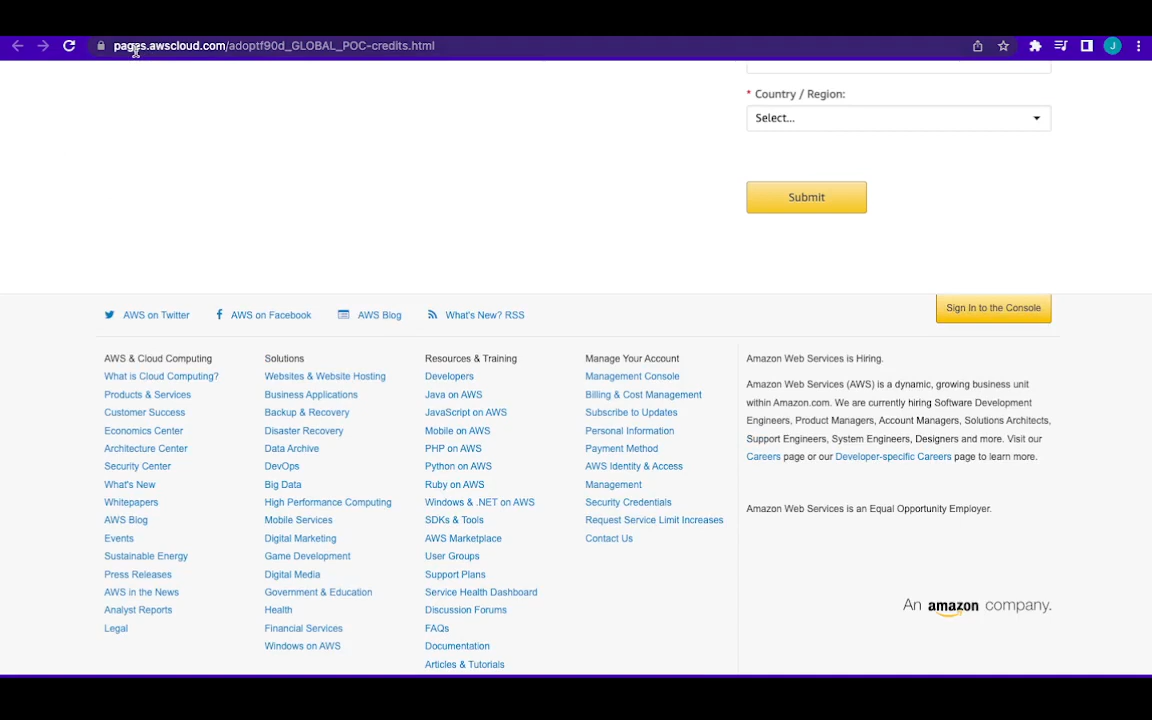 pages.awscloud.com/adoptf90d_GLOBAL_POC-credits.html
J
* Country / Region:
Select...
Submit
AWS on Twitter
AWS on Facebook
AWS Blog
What's New? RSS
Sign In to the Console
AWS & Cloud Computing
What is Cloud Computing?
Products & Services
Customer Success
Economics Center
Architecture Center
Security Center
What's New
Whitepapers
AWS Blog
Events
Sustainable Energy
Press Releases
AWS in the News
Analyst Reports
Legal
Solutions
Websites & Website Hosting
Business Applications
Backup & Recovery
Disaster Recovery
Data Archive
DevOps
Big Data
High Performance Computing
Mobile Services
Digital Marketing
Game Development
Digital Media
Government & Education
Health
Financial Services
Windows on AWS
Resources & Training
Developers
Java on AWS
JavaScript on AWS
Mobile on AWS
PHP on AWS
Python on AWS
Ruby on AWS
Windows & .NET on AWS
SDKs & Tools
AWS Marketplace
User Groups
Support Plans
Service Health Dashboard
Discussion Forums
FAQs
Documentation
Articles & Tutorials
Manage Your Account
Management Console
Billing & Cost Management
Subscribe to Updates
Personal Information
Payment Method
AWS Identity & Access
Management
Security Credentials
Request Service Limit Increases
Contact Us
Amazon Web Services is Hiring.
Amazon Web Services (AWS) is a dynamic, growing business unit
within Amazon.com. We are currently hiring Software Development
Engineers, Product Managers, Account Managers, Solutions Architects,
Support Engineers, System Engineers, Designers and more. Visit our
Careers page or our Developer-specific Careers page to learn more.
Amazon Web Services is an Equal Opportunity Employer.
An amazon company.